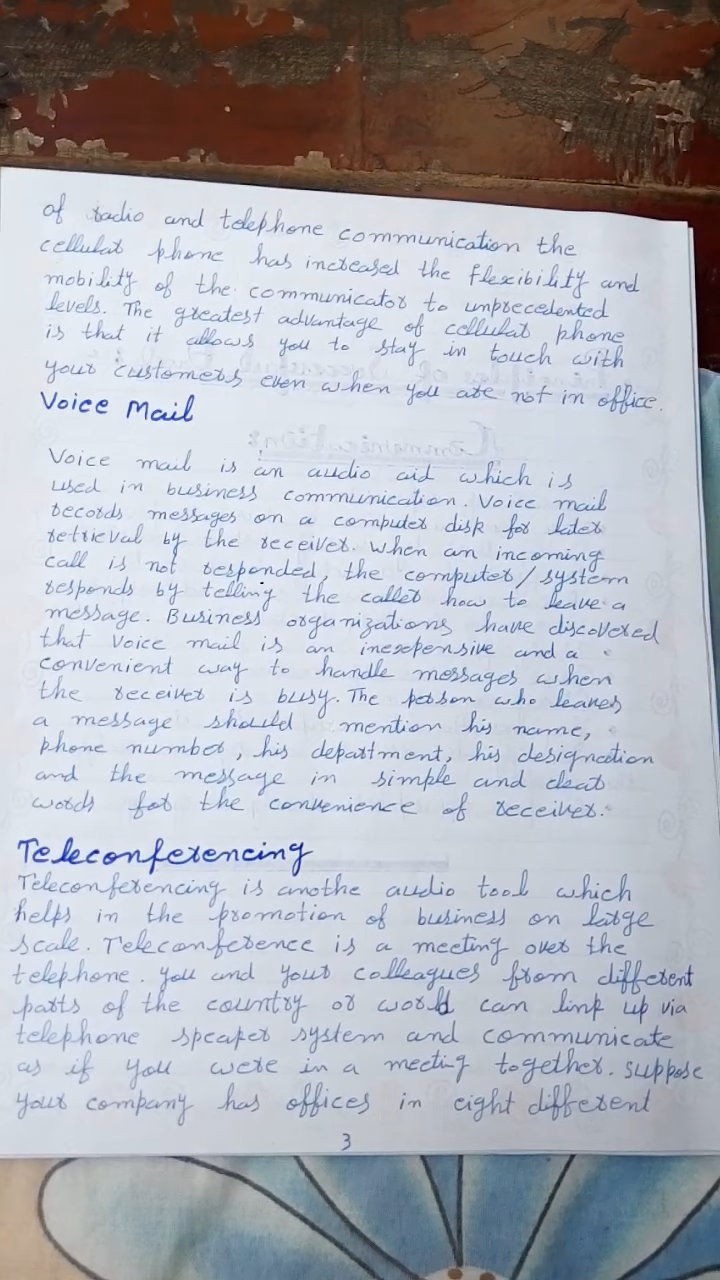 of radio and telephone communication the
cellular phone has increased the flexibility and
mobility of the communicator to unprecedented
levels. The greatest advantage of cellular phone
is that it allows you to stay in touch with
your customers even when you are not in office.
Voice Mail
Voice mail is an audio aid which is
used in business communication. Voice mail
records messages on a computer disk for later
retrieval by the receiver. When an incoming
call is not responded, the computer/system
responds by telling the caller how to leave a
message. Business organizations have discovered
that Voice mail is an inexpensive and a
convenient way to handle messages when
the receiver is busy. The person who leaves
a message should mention his name,
phone number, his department, his designation
and the message in simple and clear
words for the convenience of receiver.
Teleconferencing
Teleconferencing is anothe audio tool which
helps in the promotion of business on large
scale. Teleconference is a meeting over the
telephone. you and your colleagues from different
parts of the country or world can link up via
telephone speaper system and communicate
as if you were in a meeting together. suppose
your company has offices in eight different
3